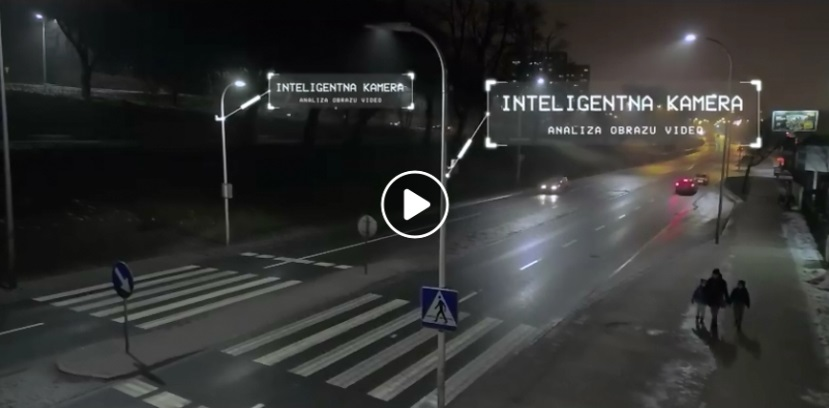 INTELIGENTNA KAMERA
ANALIZA OBRAZU VIDEO
INTELIGENTNA KAMERA
ANALIZA OBRAZU VIDEO